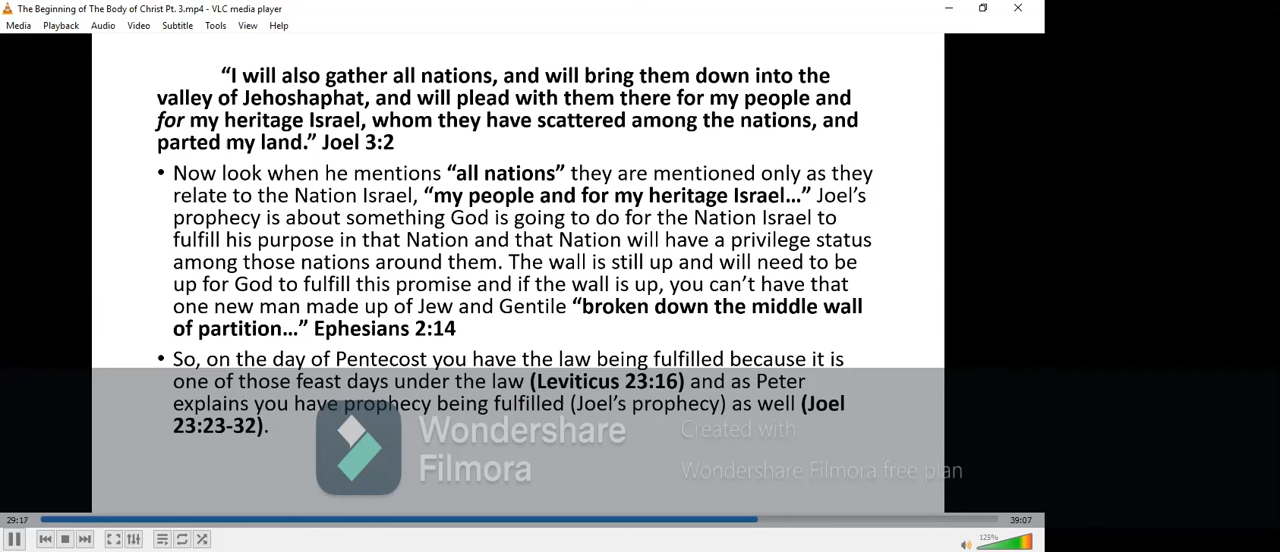 The Beginning of The Body of Christ Pt. 3.mp4 - VLC media player
Media Playback Audio Video Subtitle Tools View Help
“I will also gather all nations, and will bring them down into the
valley of Jehoshaphat, and will plead with them there for my people and
for my heritage Israel, whom they have scattered among the nations, and
parted my land.” Joel 3:2
• Now look when he mentions “all nations” they are mentioned only as they
relate to the Nation Israel, “my people and for my heritage Israel…” Joel’s
prophecy is about something God is going to do for the Nation Israel to
fulfill his purpose in that Nation and that Nation will have a privilege status
among those nations around them. The wall is still up and will need to be
up for God to fulfill this promise and if the wall is up, you can’t have that
one new man made up of Jew and Gentile “broken down the middle wall
of partition…” Ephesians 2:14
• So, on the day of Pentecost you have the law being fulfilled because it is
one of those feast days under the law (Leviticus 23:16) and as Peter
explains you have prophecy being fulfilled (Joel’s prophecy) as well (Joel
23:23-32).
Wondershare
Filmora
Created with
Wondershare Filmora free plan
29:17
39:07
125%